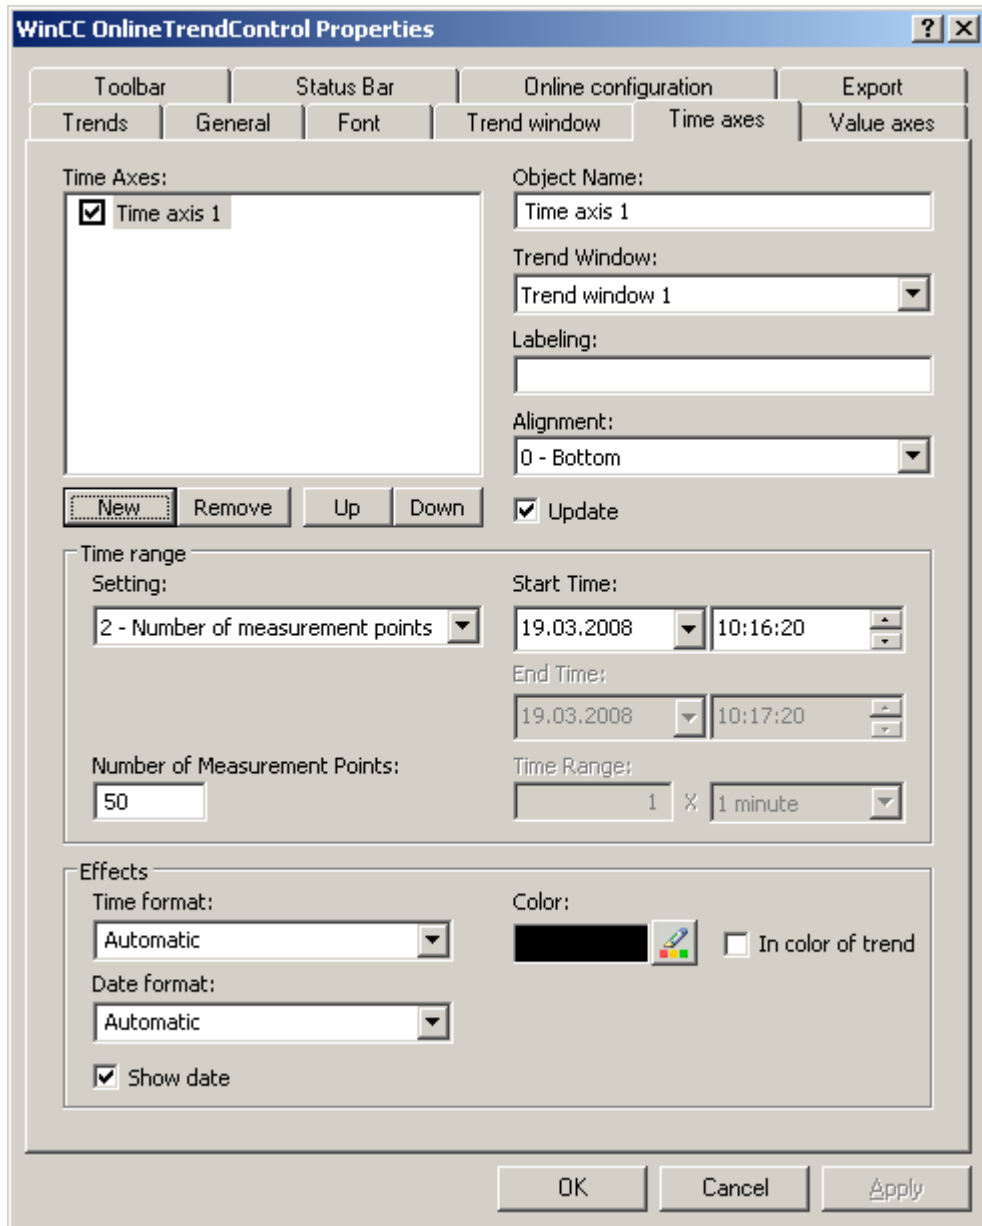 WinCC OnlineTrendControl Properties
Toolbar Status Bar Online configuration Export
Trends General Font Trend window Time axes Value axes
Time Axes:
Time axis 1
New Remove Up Down
Object Name:
Time axis 1
Trend Window:
Trend window 1
Labeling:
Alignment:
0 - Bottom
Update
Time range
Setting:
2 - Number of measurement points
Number of Measurement Points:
50
Start Time:
19.03.2008 10:16:20
End Time:
19.03.2008 10:17:20
Time Range:
1 X 1 minute
Effects
Time format:
Automatic
Date format:
Automatic
Show date
Color:
In color of trend
OK Cancel Apply